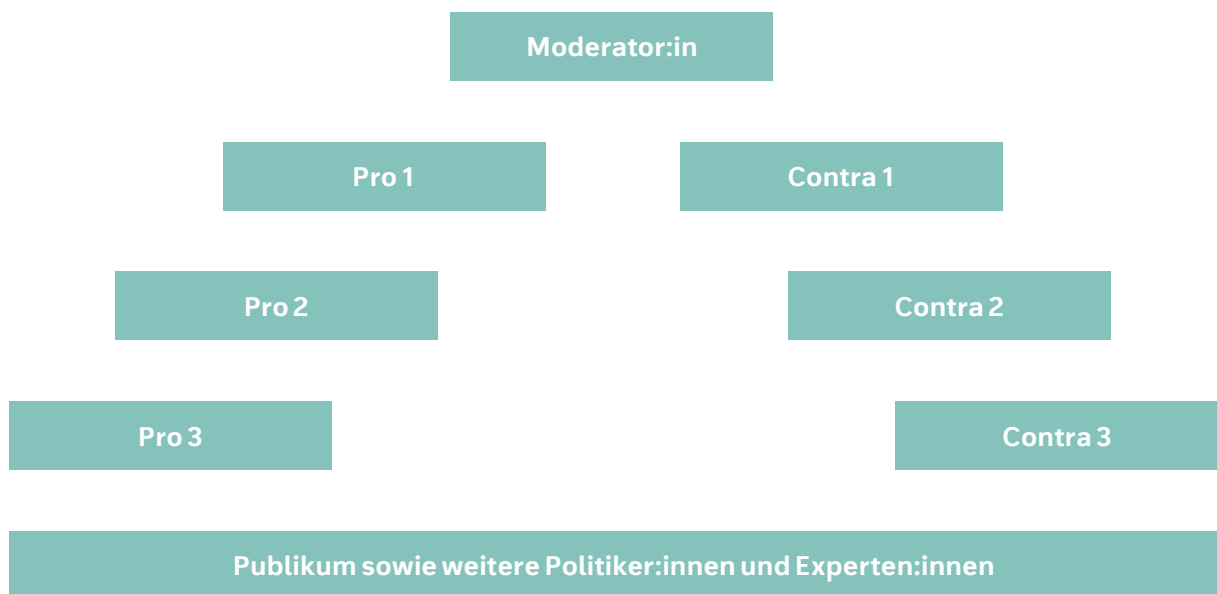 Moderator:in
Pro 1
Contra 1
Pro 2
Contra 2
Pro 3
Contra 3
Publikum sowie weitere Politiker:innen und Experten:innen